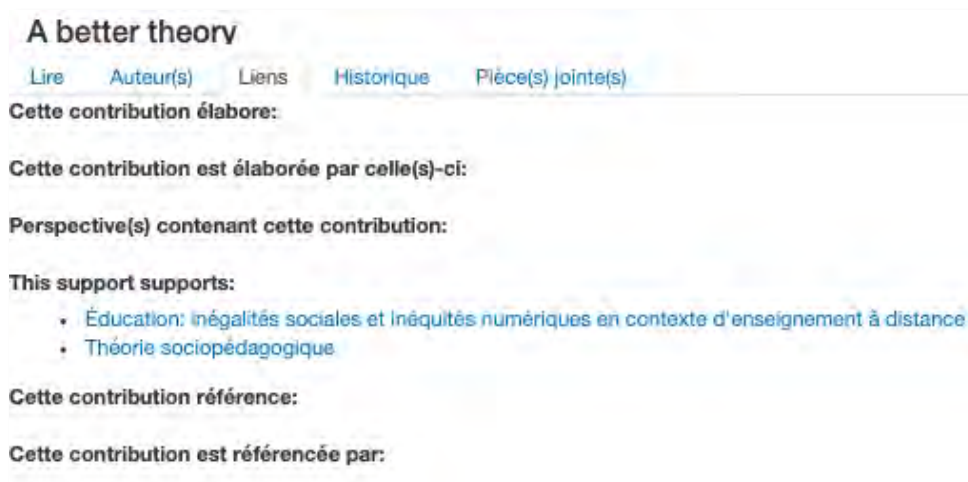 A better theory
Lire Auteur(s) Liens Historique Pièce(s) jointe(s)
Cette contribution élabore:
Cette contribution est élaborée par celle(s)-ci:
Perspective(s) contenant cette contribution:
This support supports:
• Éducation: inégalités sociales et inéquités numériques en contexte d'enseignement à distance
• Théorie sociopédagogique
Cette contribution référence:
Cette contribution est référencée par: